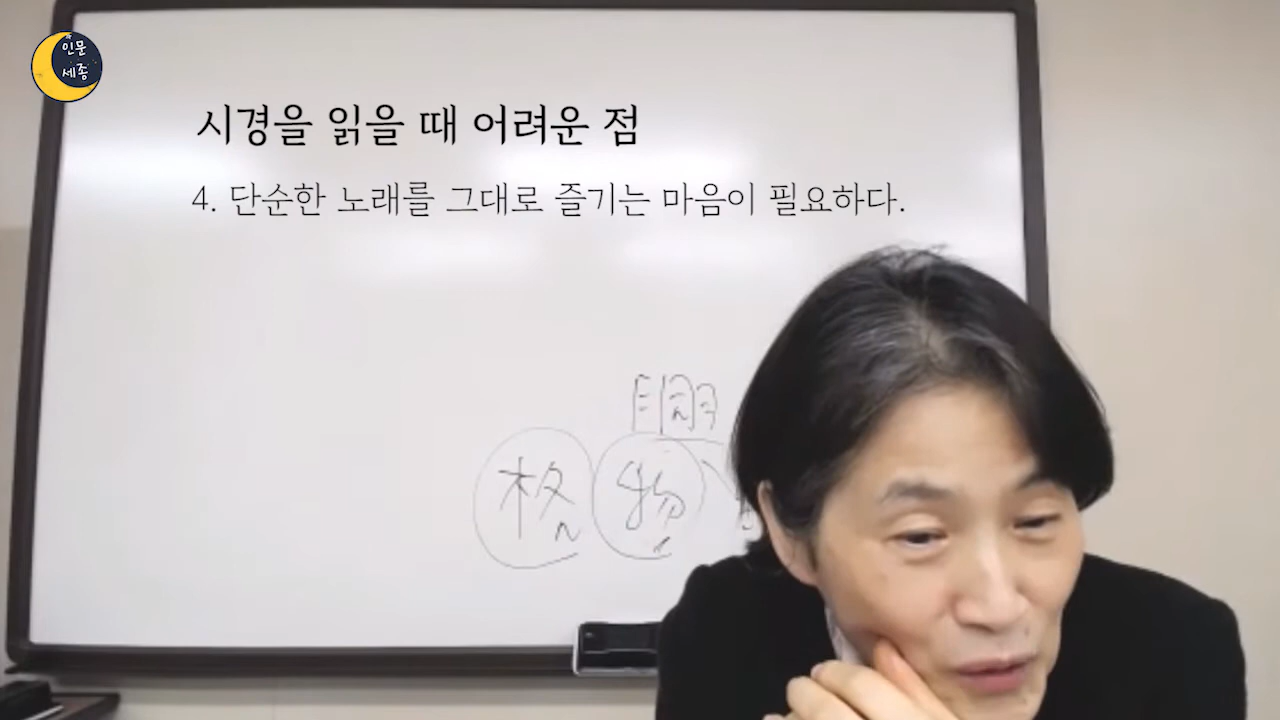 인문
세종
시경을 읽을 때 어려운 점
4. 단순한 노래를 그대로 즐기는 마음이 필요하다.
格 物